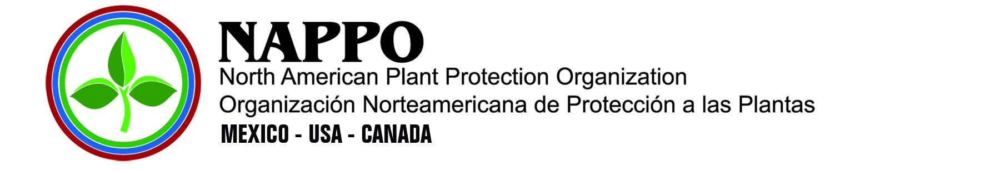 NAPPO
North American Plant Protection Organization
Organización Norteamericana de Protección a las Plantas
MEXICO - USA - CANADA